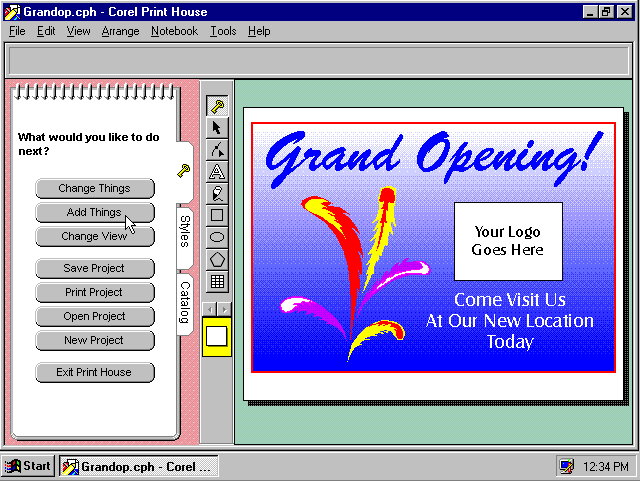 Grandop.cph - Corel Print House
File Edit View Arrange Notebook Tools Help
What would you like to do
next?
Change Things
Add Things
Change View
Save Project
Print Project
Open Project
New Project
Exit Print House
Styles
Catalog
A
Grand Opening!
Your Logo
Goes Here
Come Visit Us
At Our New Location
Today
Start
Grandop.cph - Corel ...
12:34 PM